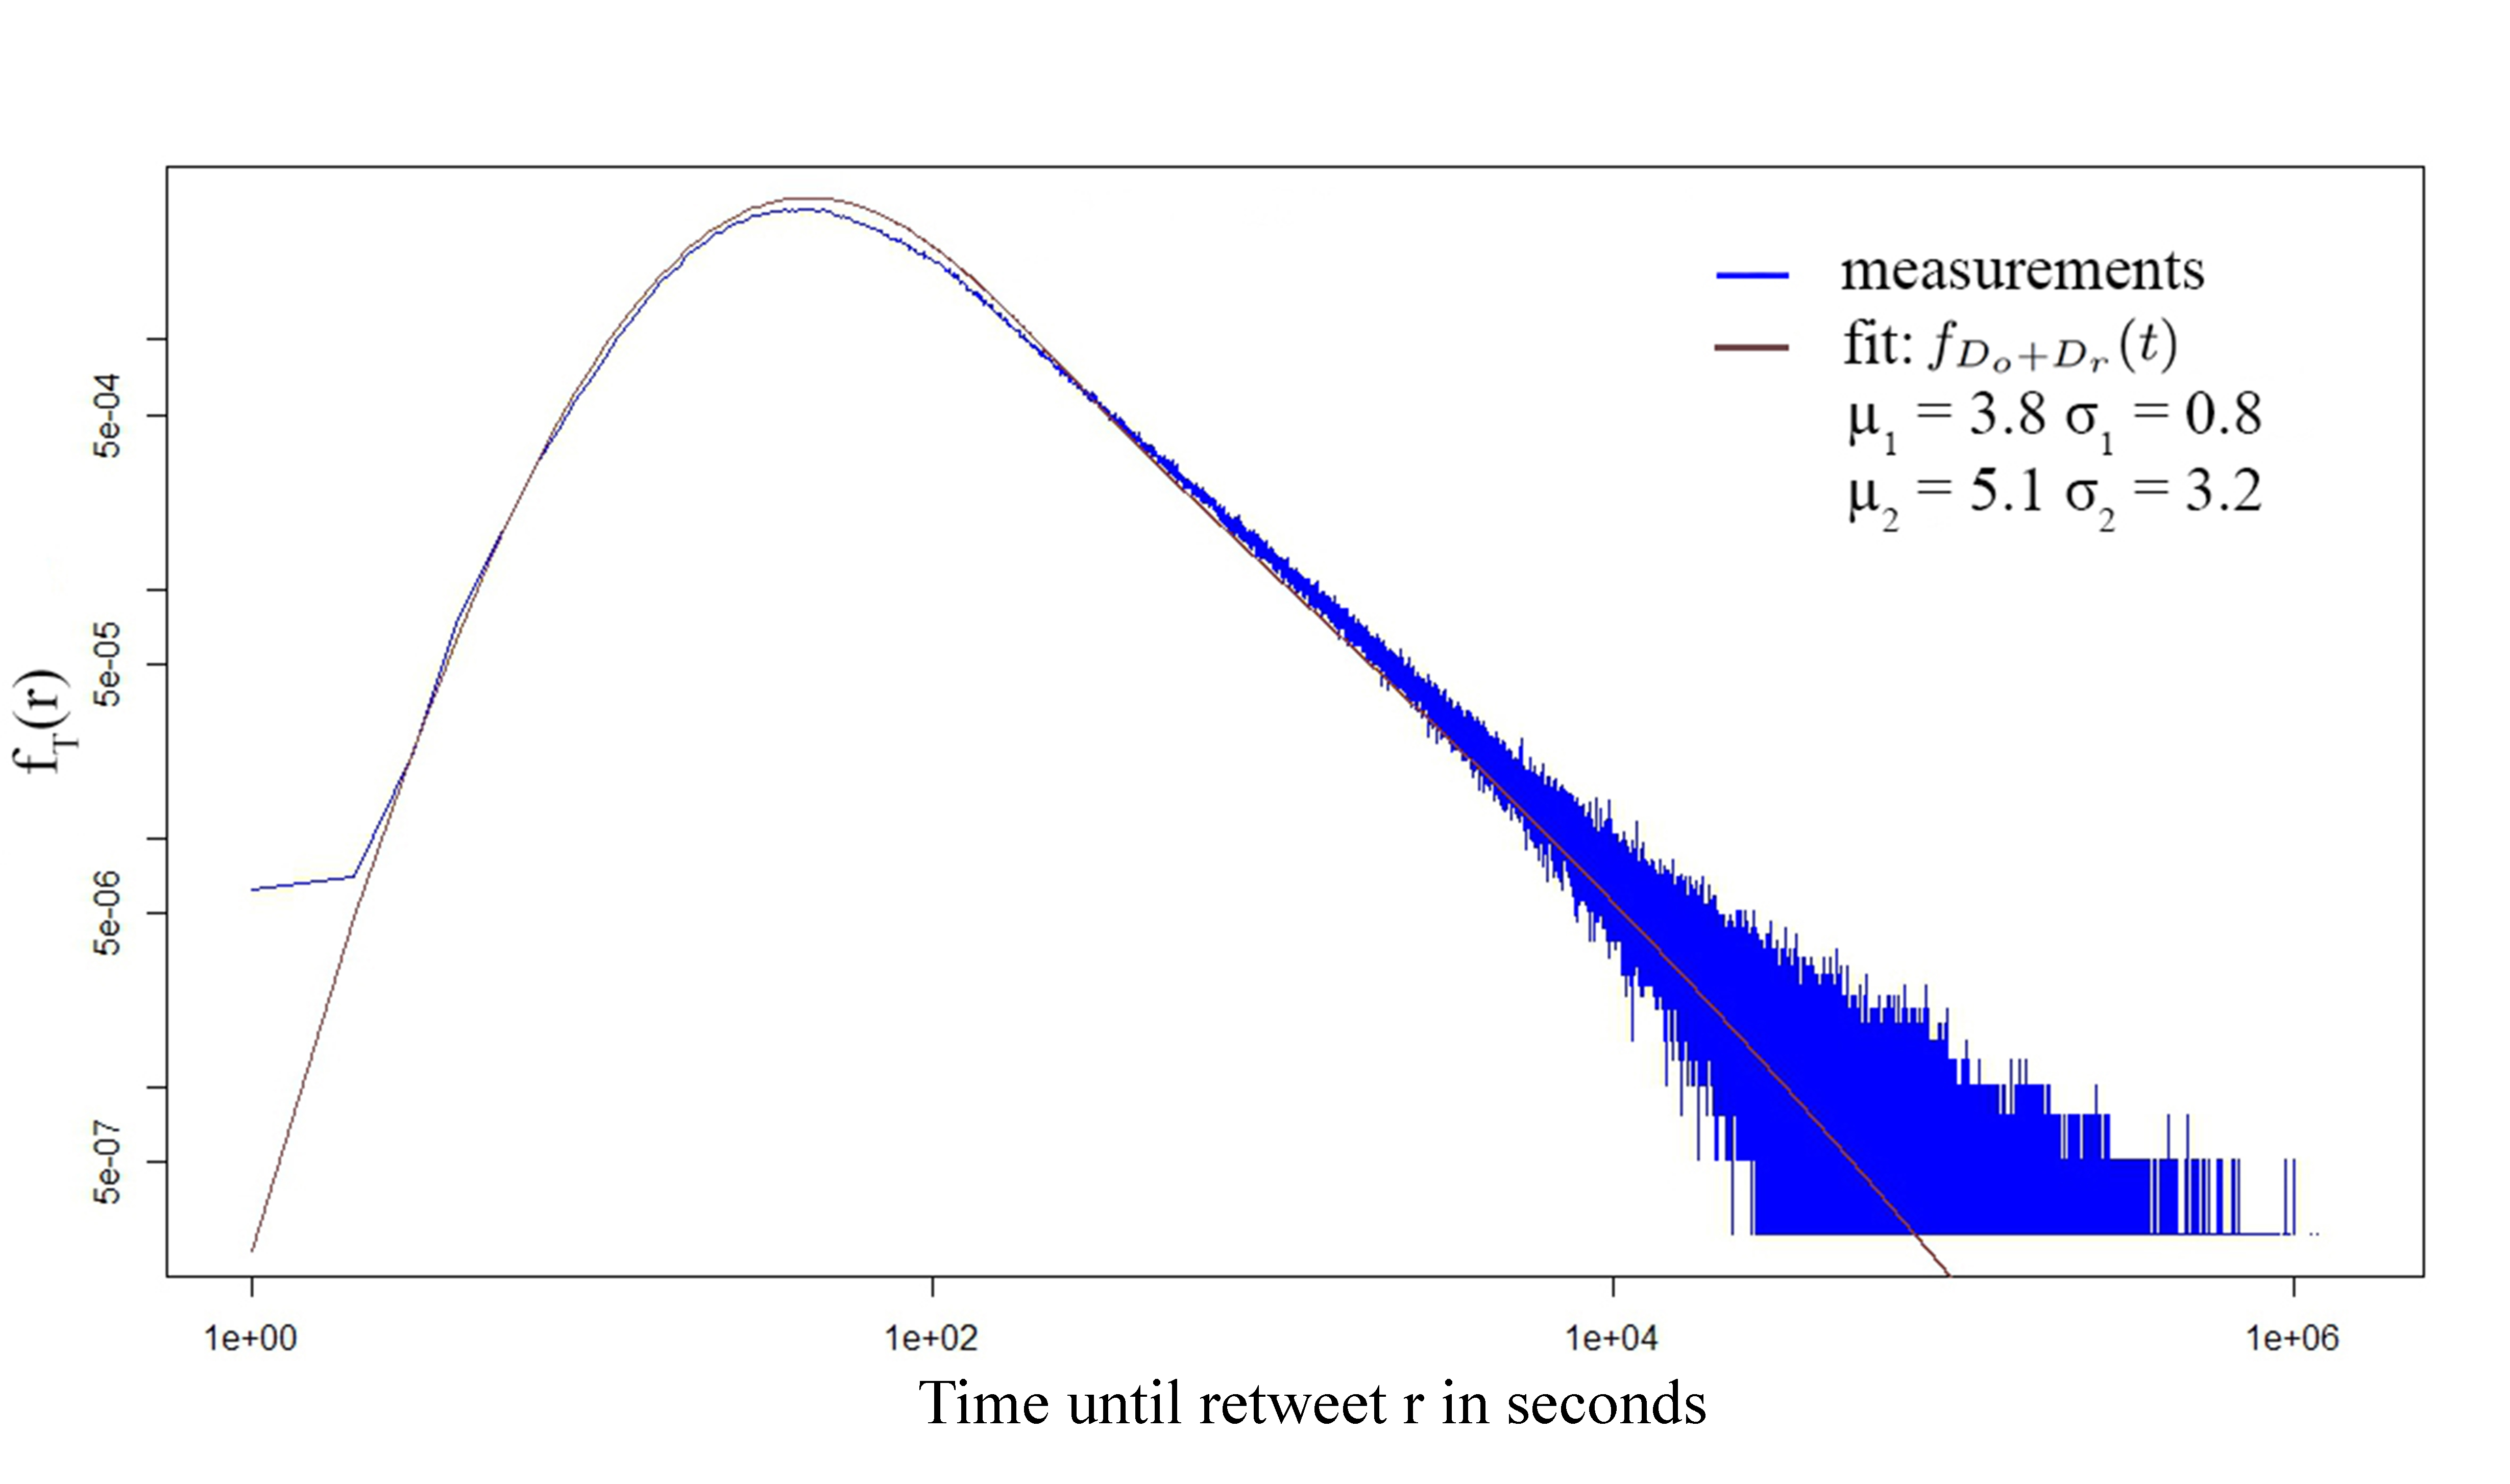 measurements
fit: f_{D_o+D_r}(t)
μ₁ = 3.8 σ₁ = 0.8
μ₂ = 5.1 σ₂ = 3.2
f_T(r)
5e-04
5e-05
5e-06
5e-07
1e+00 1e+02 1e+04 1e+06
Time until retweet r in seconds